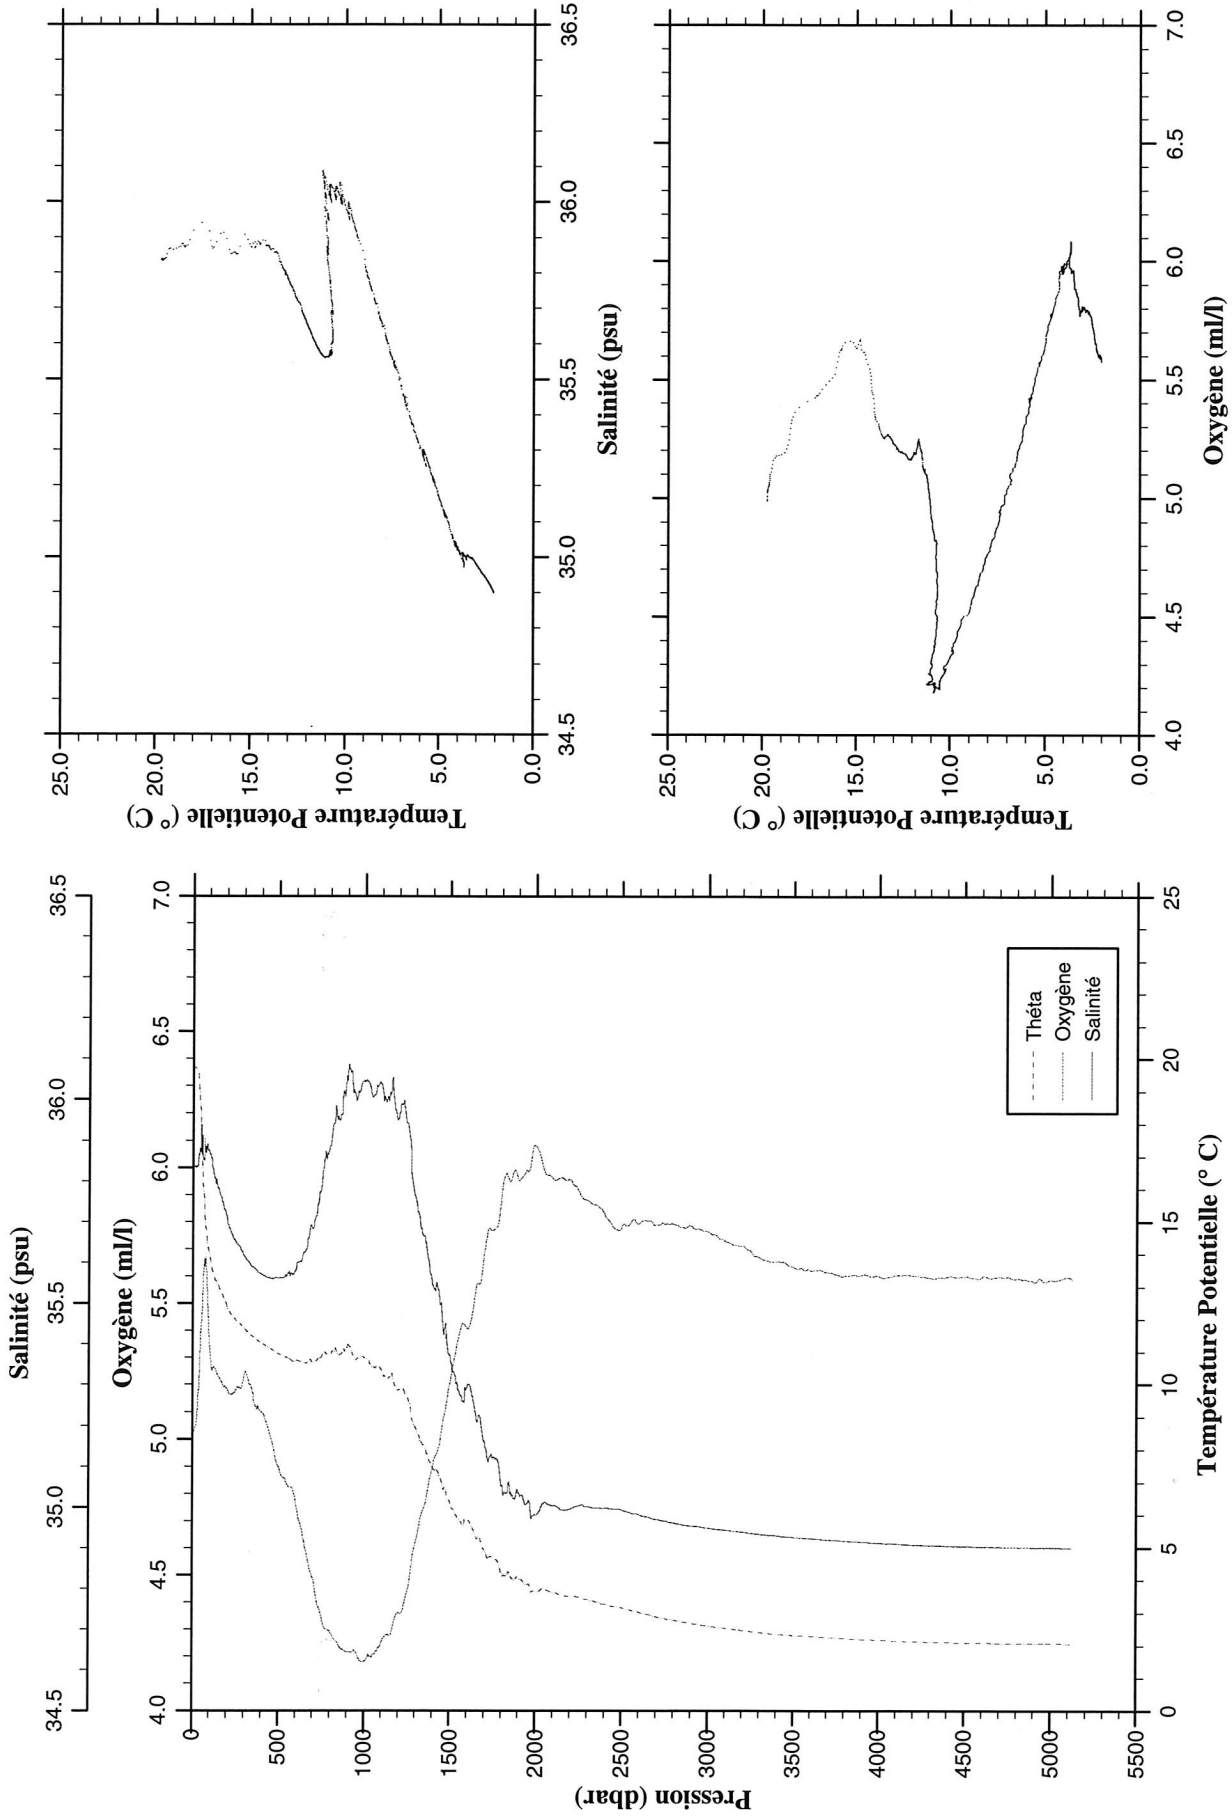 Salinité (psu)
34.5 35.0 35.5 36.0 36.5
Oxygène (ml/l)
4.0 4.5 5.0 5.5 6.0 6.5 7.0
Pression (dbar)
0
500
1000
1500
2000
2500
3000
3500
4000
4500
5000
5500
Théta
Oxygène
Salinité
0 5 10 15 20 25
Température Potentielle (° C)
Température Potentielle (° C)
25.0
20.0
15.0
10.0
5.0
0.0
34.5 35.0 35.5 36.0 36.5
Salinité (psu)
Température Potentielle (° C)
25.0
20.0
15.0
10.0
5.0
0.0
4.0 4.5 5.0 5.5 6.0 6.5 7.0
Oxygène (ml/l)